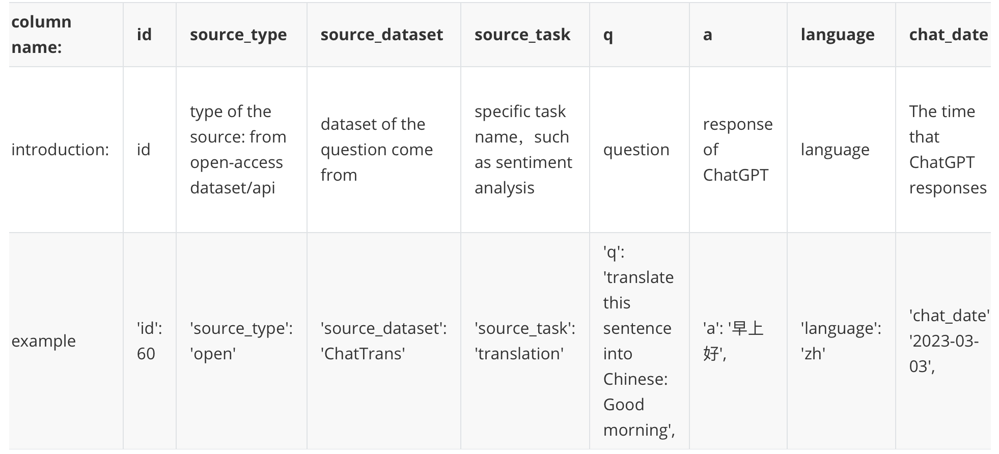 column
name:
id
source_type
source_dataset
source_task
q
a
language
chat_date
introduction:
id
type of the
source: from
open-access
dataset/api
dataset of the
question come
from
specific task
name，such
as sentiment
analysis
question
response
of
ChatGPT
language
The time
that
ChatGPT
responses
example
'id':
60
'source_type':
'open'
'source_dataset':
'ChatTrans'
'source_task':
'translation'
'q':
'translate
this
sentence
into
Chinese:
Good
morning',
'a': '早上
好',
'language':
'zh'
'chat_date'
'2023-03-
03',